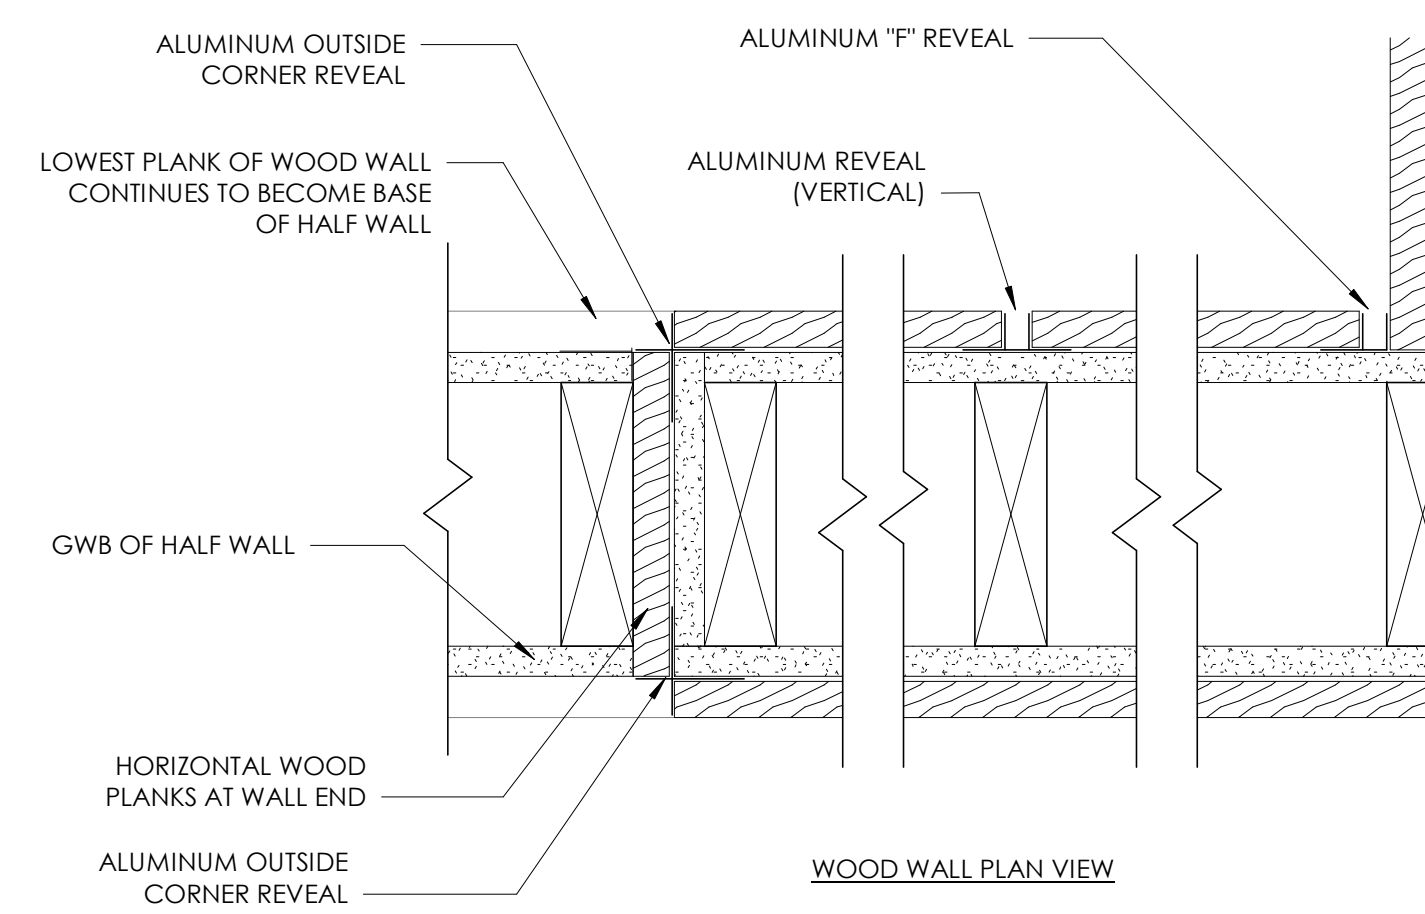 ALUMINUM OUTSIDE
CORNER REVEAL
ALUMINUM "F" REVEAL
LOWEST PLANK OF WOOD WALL
CONTINUES TO BECOME BASE
OF HALF WALL
ALUMINUM REVEAL
(VERTICAL)
GWB OF HALF WALL
HORIZONTAL WOOD
PLANKS AT WALL END
ALUMINUM OUTSIDE
CORNER REVEAL
WOOD WALL PLAN VIEW